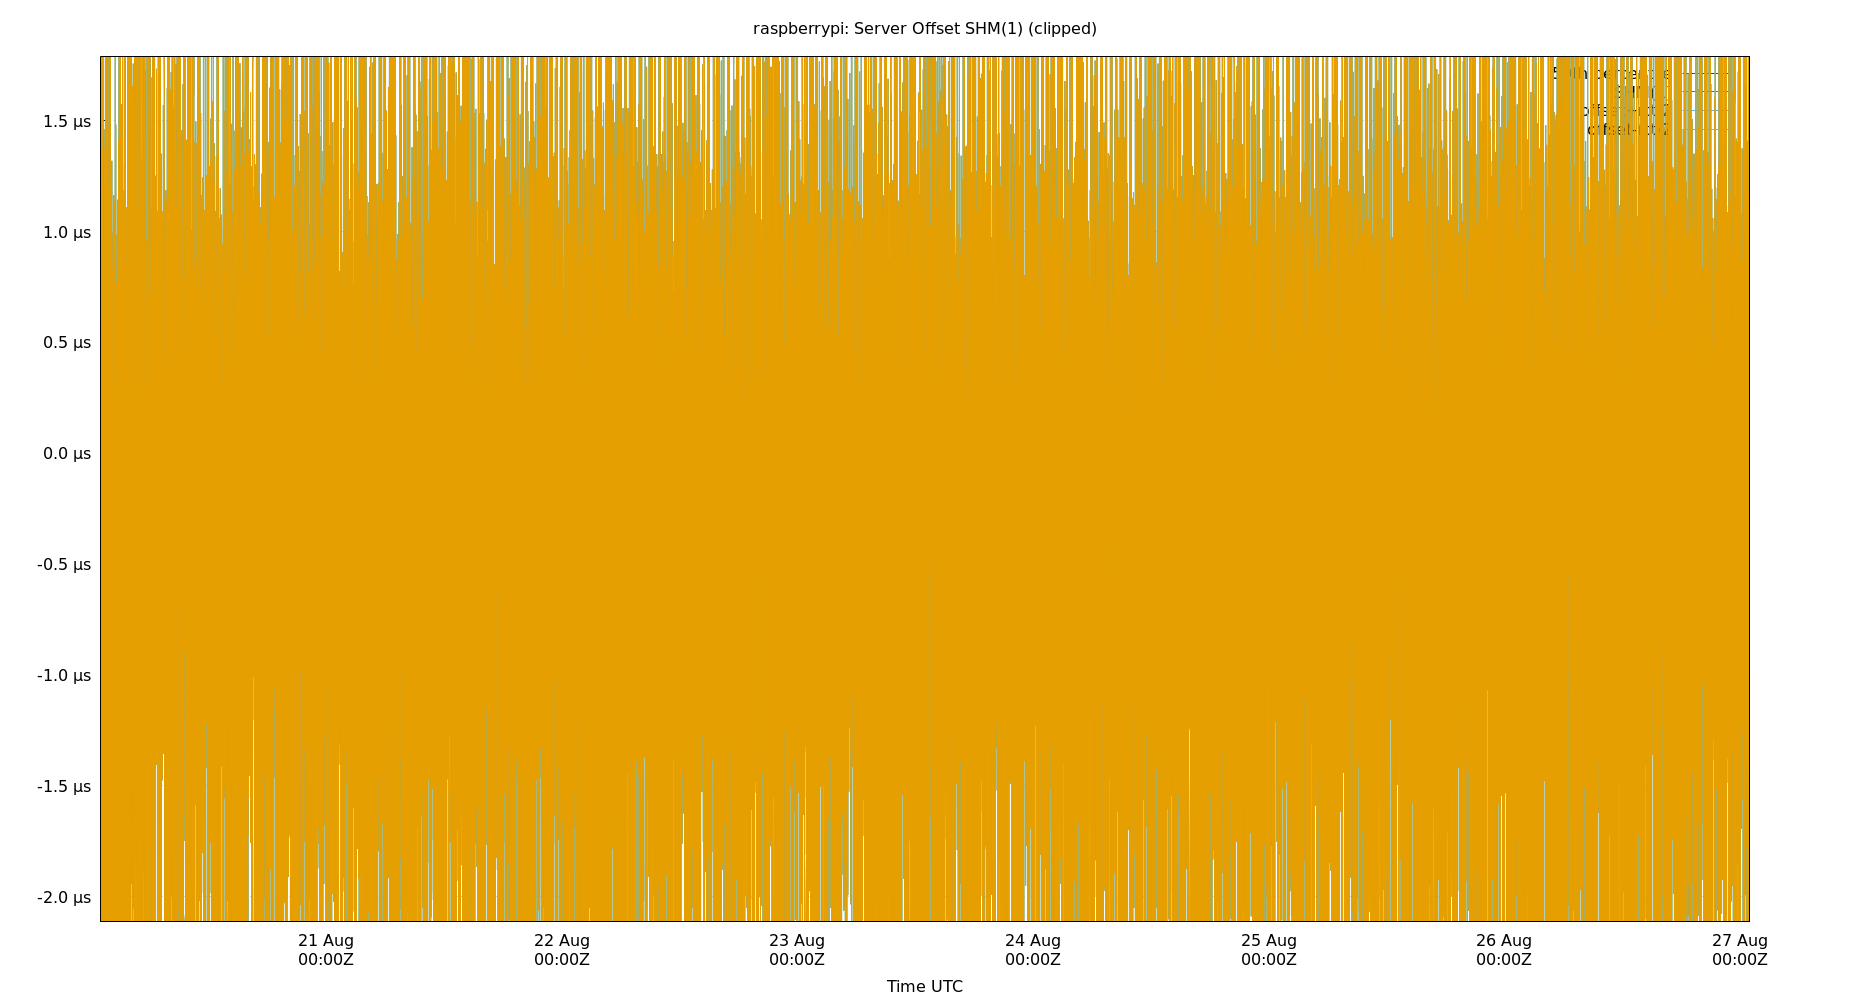 raspberrypi: Server Offset SHM(1) (clipped)
1.5 µs
1.0 µs
0.5 µs
0.0 µs
-0.5 µs
-1.0 µs
-1.5 µs
-2.0 µs
21 Aug
00:00Z
22 Aug
00:00Z
23 Aug
00:00Z
24 Aug
00:00Z
25 Aug
00:00Z
26 Aug
00:00Z
27 Aug
00:00Z
Time UTC